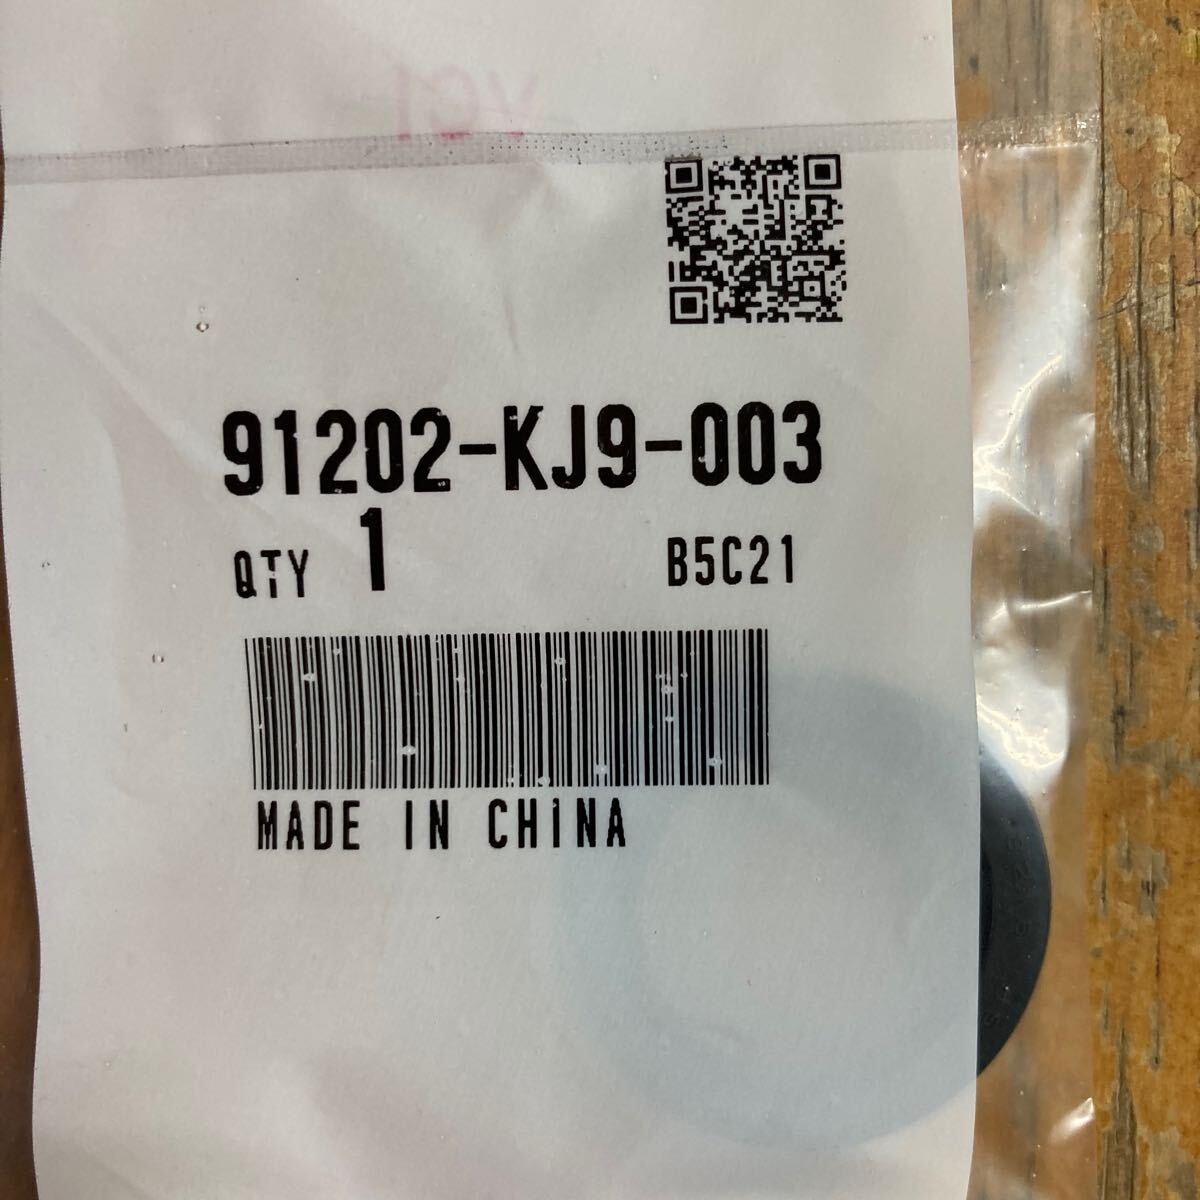 91202-KJ9-003
QTY 1 B5C21
MADE IN CHINA